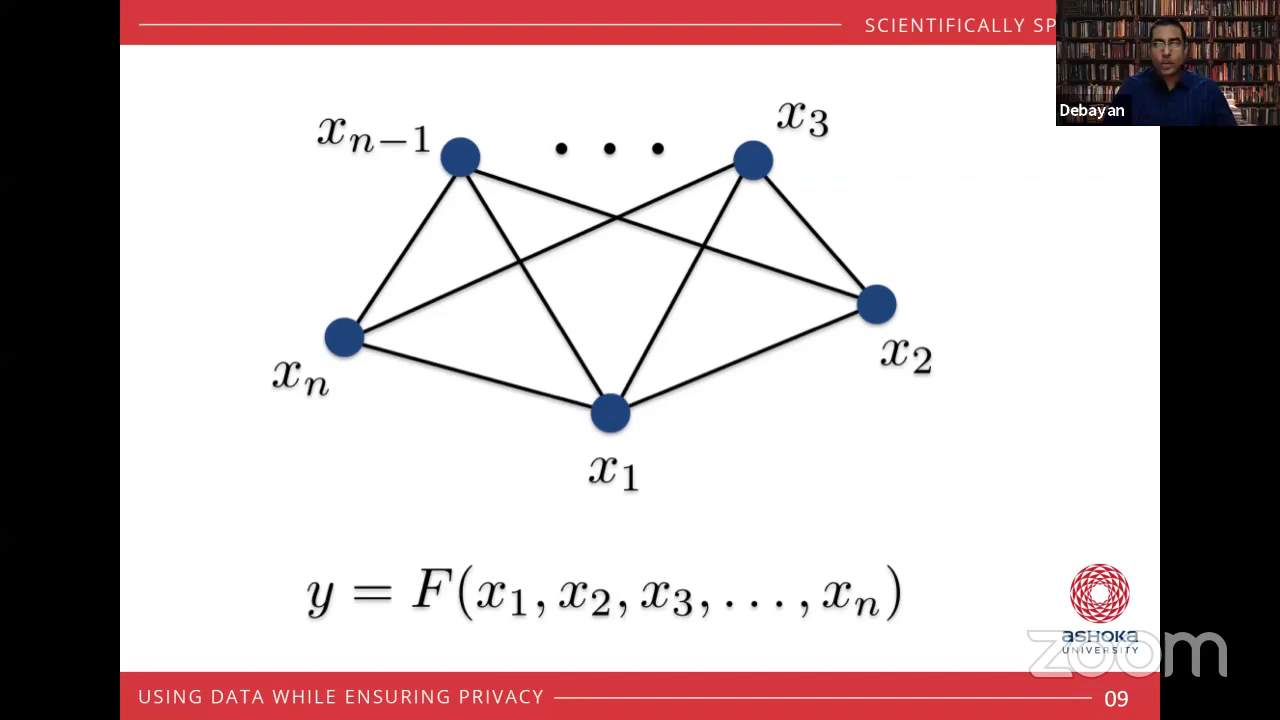 SCIENTIFICALLY SP
Debayan
x_{n-1}
. . .
x_3
x_n
x_2
x_1
y = F(x_1, x_2, x_3, . . . , x_n)
ASHOKA
UNIVERSITY
zoom
USING DATA WHILE ENSURING PRIVACY
09